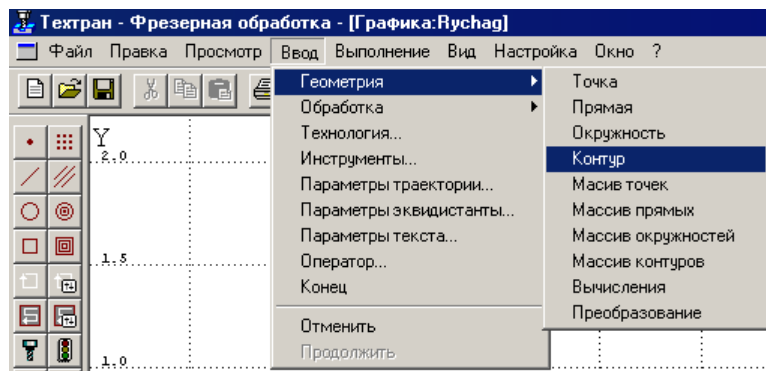 Техтран - Фрезерная обработка - [Графика:Rychag]
Файл Правка Просмотр Ввод Выполнение Вид Настройка Окно ?
Геометрия
Обработка
Технология...
Инструменты...
Параметры траектории...
Параметры эквидистанты...
Параметры текста...
Оператор...
Конец
Отменить
Продолжить
Точка
Прямая
Окружность
Контур
Масив точек
Массив прямых
Массив окружностей
Массив контуров
Вычисления
Преобразование
Y
2.0
1.5
1.0